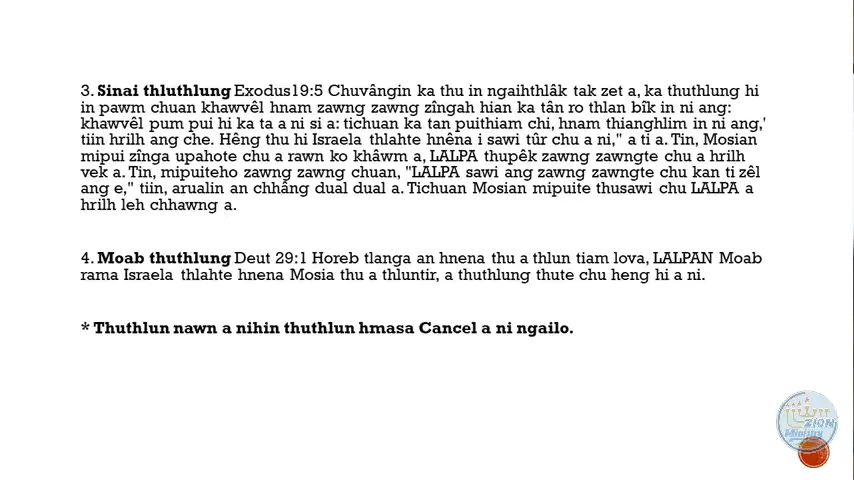 3. Sinai thluthlung Exodus19:5 Chuvângin ka thu in ngaihthlâk tak zet a, ka thuthlung hi
in pawm chuan khawvêl hnam zawng zawng zîngah hian ka tân ro thlan bîk in ni ang:
khawvêl pum pui hi ka ta a ni si a: tichuan ka tan puithiam chi, hnam thianghlim in ni ang,'
tiin hrilh ang che. Hêng thu hi Israela thlahte hnêna i sawi tûr chu a ni," a ti a. Tin, Mosian
mipui zînga upahote chu a rawn ko khâwm a, LALPA thupêk zawng zawngte chu a hrilh
vek a. Tin, mipuiteho zawng zawng chuan, "LALPA sawi ang zawng zawngte chu kan ti zêl
ang e," tiin, arualin an chhâng dual dual a. Tichuan Mosian mipuite thusawi chu LALPA a
hrilh leh chhawng a.
4. Moab thuthlung Deut 29:1 Horeb tlanga an hnena thu a thlun tiam lova, LALPAN Moab
rama Israela thlahte hnena Mosia thu a thluntir, a thuthlung thute chu heng hi a ni.
* Thuthlun nawn a nihin thuthlun hmasa Cancel a ni ngailo.
ZION
Ministry